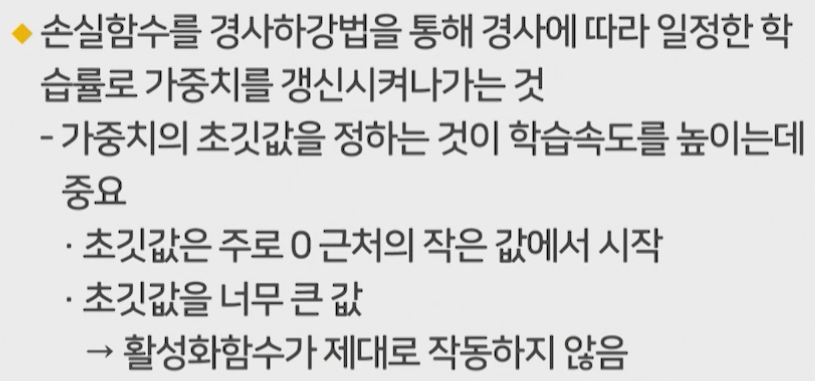 ◆ 손실함수를 경사하강법을 통해 경사에 따라 일정한 학
습률로 가중치를 갱신시켜나가는 것
- 가중치의 초깃값을 정하는 것이 학습속도를 높이는데
중요
· 초깃값은 주로 0 근처의 작은 값에서 시작
· 초깃값을 너무 큰 값
→ 활성화함수가 제대로 작동하지 않음